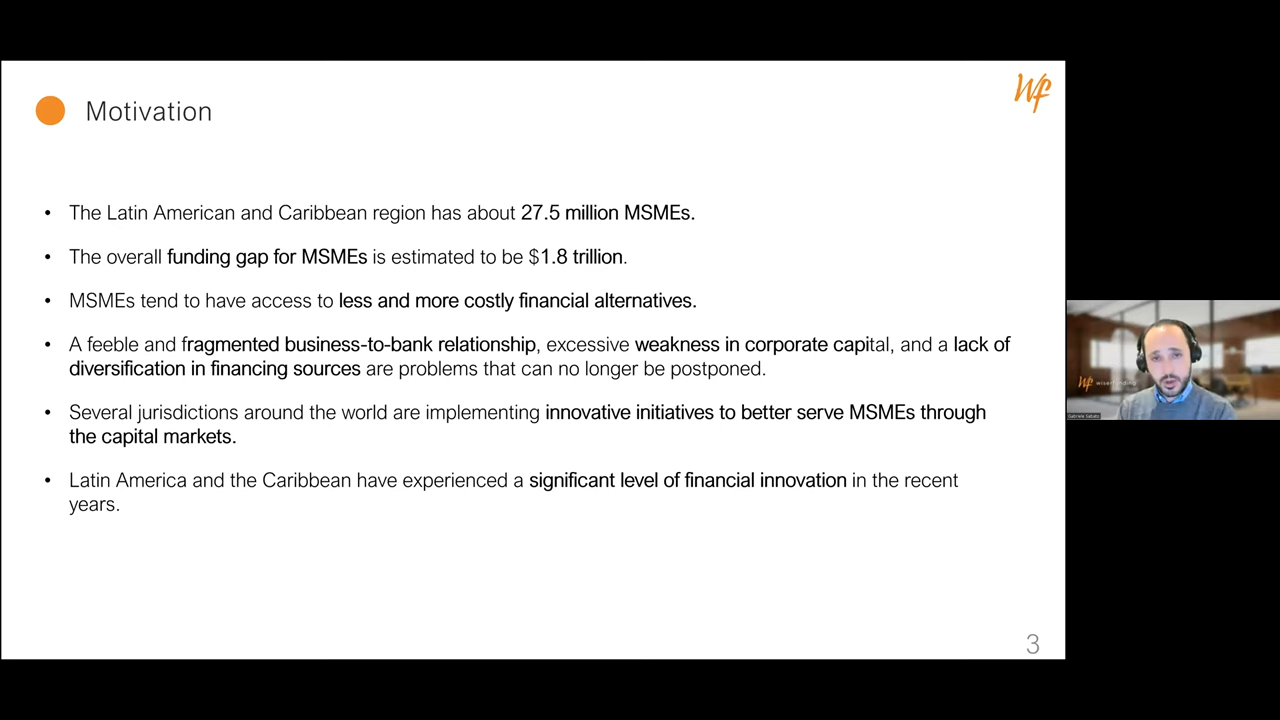 Wf
Motivation
• The Latin American and Caribbean region has about 27.5 million MSMEs.
• The overall funding gap for MSMEs is estimated to be $1.8 trillion.
• MSMEs tend to have access to less and more costly financial alternatives.
• A feeble and fragmented business-to-bank relationship, excessive weakness in corporate capital, and a lack of
diversification in financing sources are problems that can no longer be postponed.
• Several jurisdictions around the world are implementing innovative initiatives to better serve MSMEs through
the capital markets.
• Latin America and the Caribbean have experienced a significant level of financial innovation in the recent
years.
3
Wf wiserfunding
Gabriele Sabato